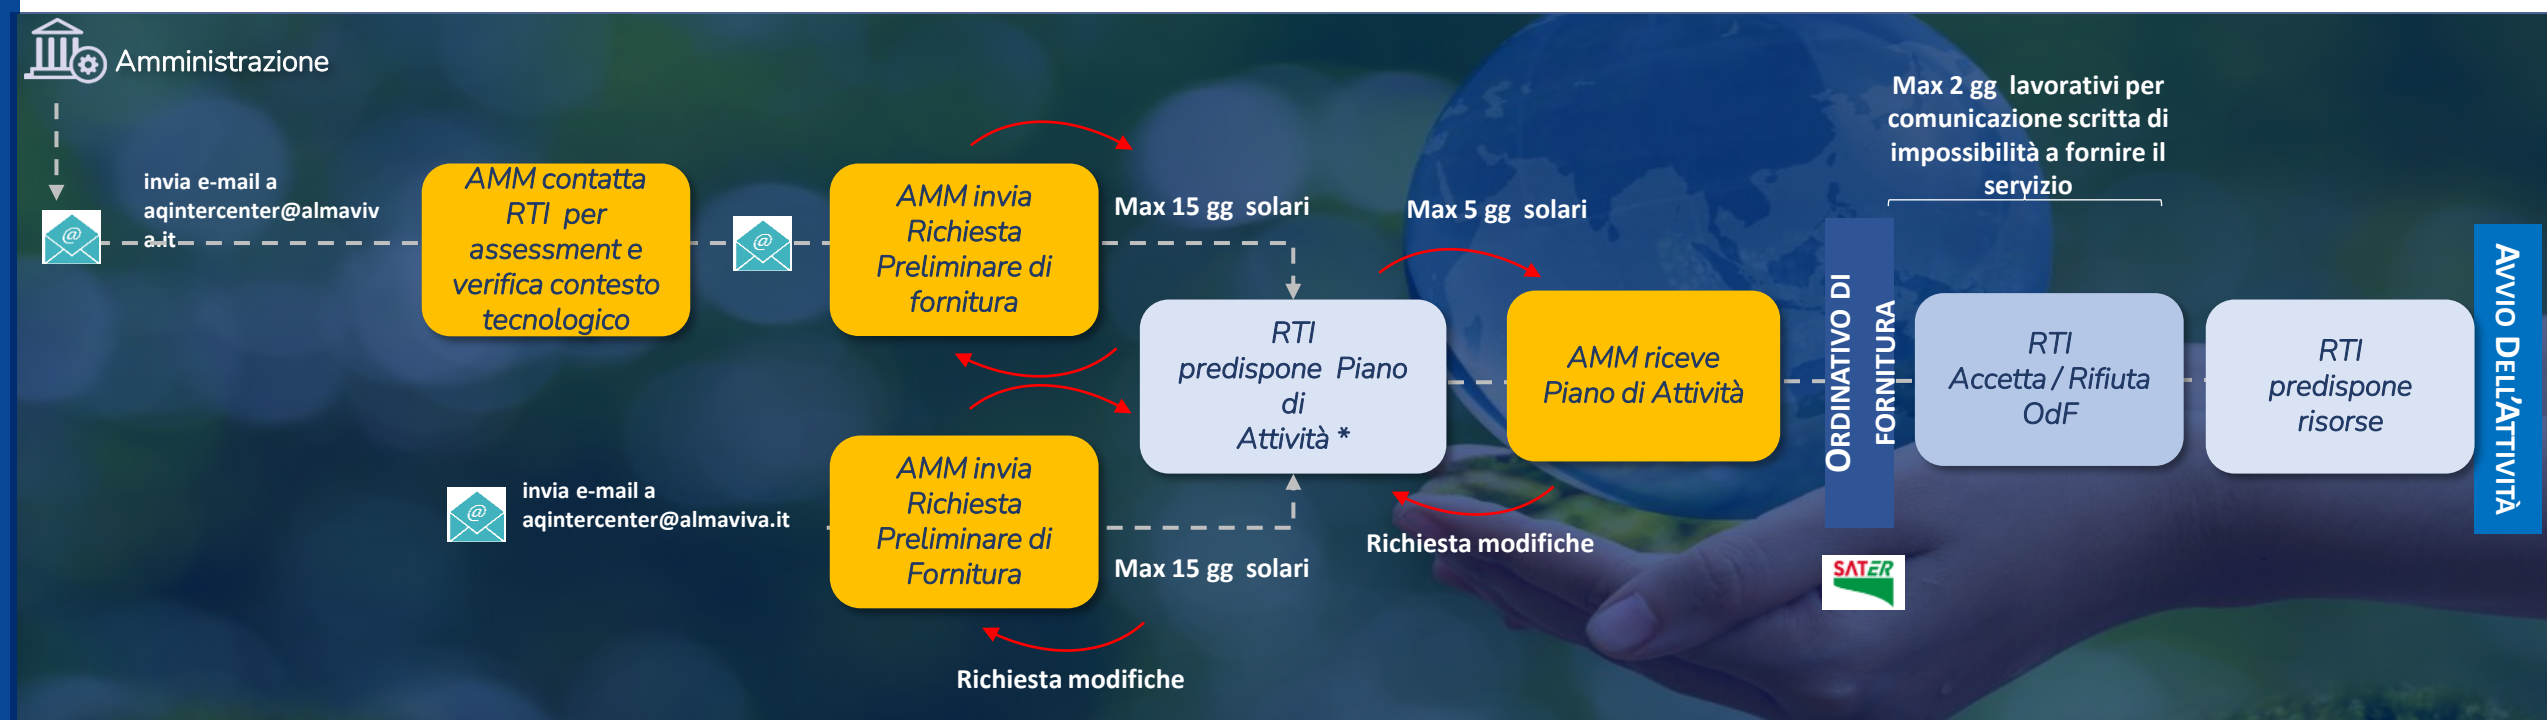 Amministrazione
invia e-mail a
aqintercenter@almaviv
a.it
AMM contatta
RTI per
assessment e
verifica contesto
tecnologico
AMM invia
Richiesta
Preliminare di
fornitura
Max 15 gg solari
invia e-mail a
aqintercenter@almaviva.it
AMM invia
Richiesta
Preliminare di
Fornitura
Max 15 gg solari
Richiesta modifiche
RTI
predispone Piano
di
Attività *
Max 5 gg solari
AMM riceve
Piano di Attività
Richiesta modifiche
ORDINATIVO DI
FORNITURA
SATER
Max 2 gg lavorativi per
comunicazione scritta di
impossibilità a fornire il
servizio
RTI
Accetta / Rifiuta
OdF
RTI
predispone
risorse
AVVIO DELL'ATTIVITÀ